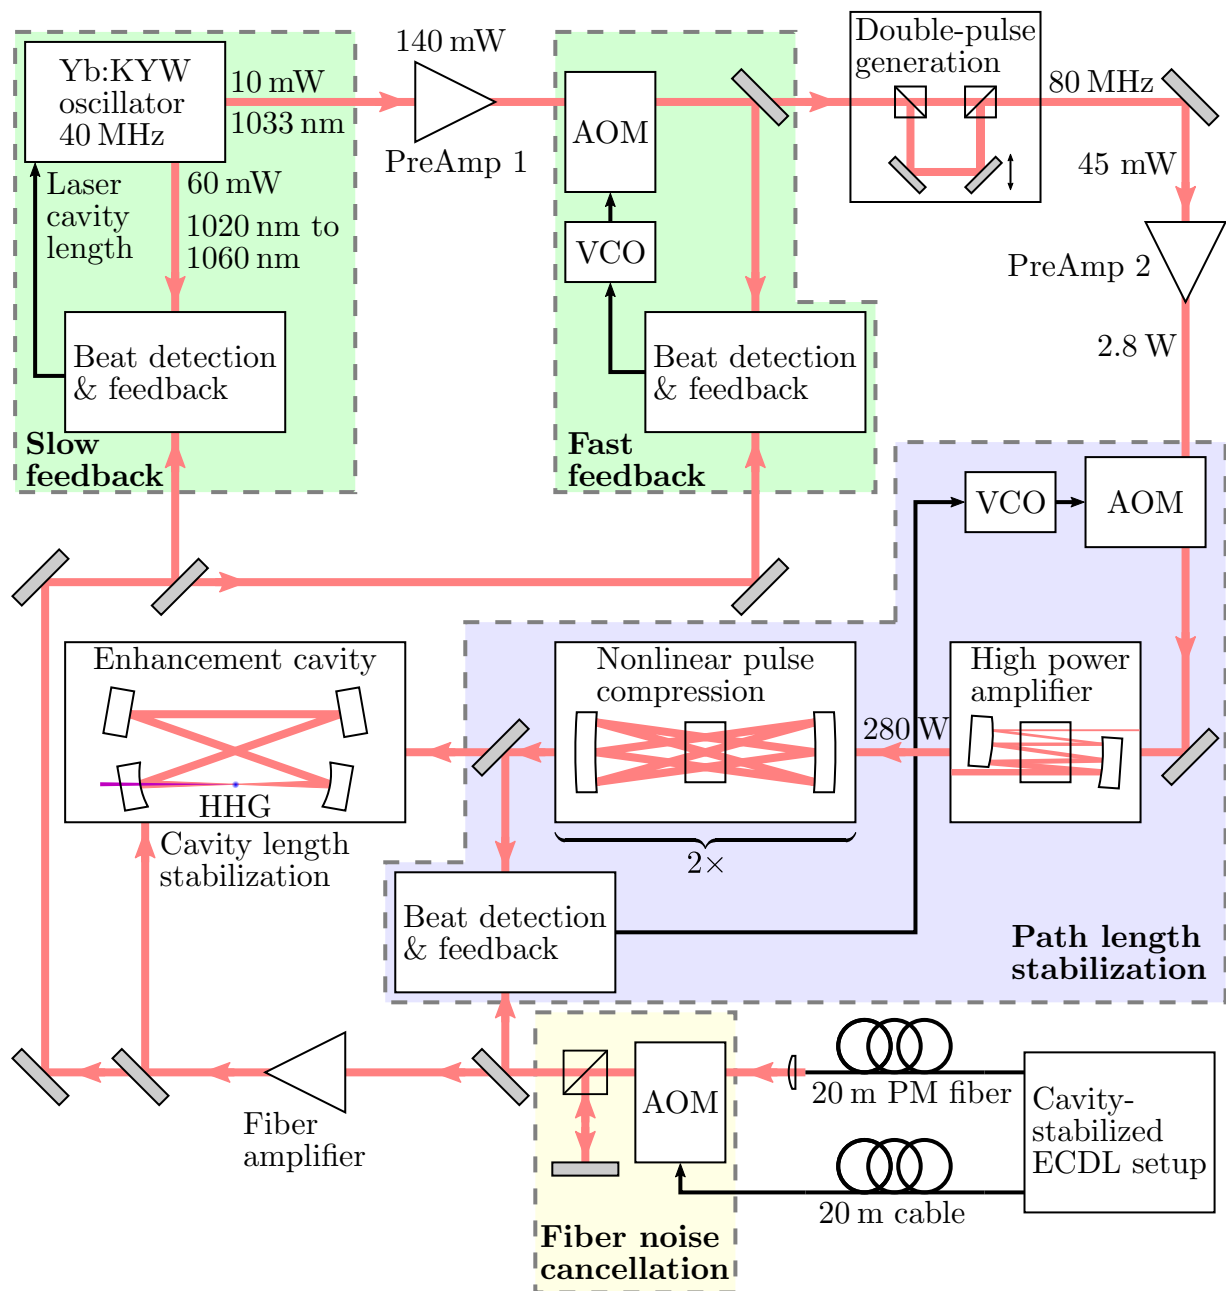 Yb:KYW
oscillator
40 MHz
10 mW
1033 nm
140 mW
PreAmp 1
AOM
VCO
Double-pulse
generation
80 MHz
45 mW
PreAmp 2
2.8 W
Laser
cavity
length
60 mW
1020 nm to
1060 nm
Beat detection
& feedback
Slow
feedback
Beat detection
& feedback
Fast
feedback
VCO
AOM
Enhancement cavity
HHG
Cavity length
stabilization
Nonlinear pulse
compression
2×
280 W
High power
amplifier
Beat detection
& feedback
Path length
stabilization
Fiber
amplifier
AOM
Fiber noise
cancellation
20 m PM fiber
20 m cable
Cavity-
stabilized
ECDL setup